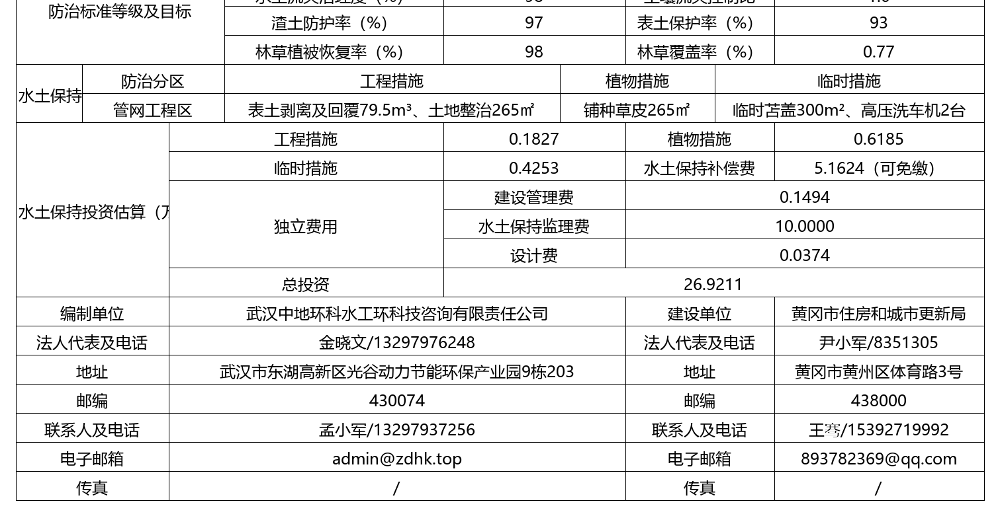 防治标准等级及目标
渣土防护率（%） 97 表土保护率（%） 93
林草植被恢复率（%） 98 林草覆盖率（%） 0.77
水土保持 防治分区 工程措施 植物措施 临时措施
管网工程区 表土剥离及回覆79.5m³、土地整治265㎡ 铺种草皮265㎡ 临时苫盖300m²、高压洗车机2台
水土保持投资估算（ 工程措施 0.1827 植物措施 0.6185
临时措施 0.4253 水土保持补偿费 5.1624（可免缴）
独立费用 建设管理费 0.1494
水土保持监理费 10.0000
设计费 0.0374
总投资 26.9211
编制单位 武汉中地环科水工环科技咨询有限责任公司 建设单位 黄冈市住房和城市更新局
法人代表及电话 金晓文/13297976248 法人代表及电话 尹小军/8351305
地址 武汉市东湖高新区光谷动力节能环保产业园9栋203 地址 黄冈市黄州区体育路3号
邮编 430074 邮编 438000
联系人及电话 孟小军/13297937256 联系人及电话 王骞/15392719992
电子邮箱 admin@zdhk.top 电子邮箱 893782369@qq.com
传真 / 传真 /